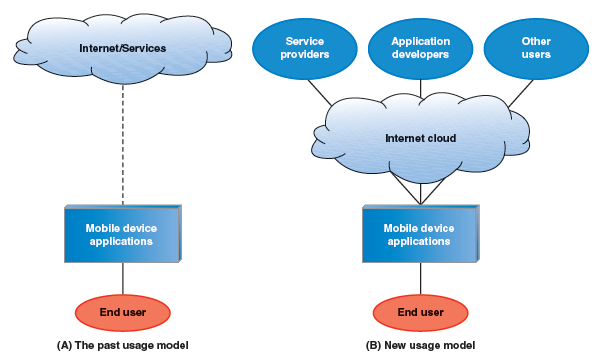 Internet/Services
Mobile device
applications
End user
(A) The past usage model
Service
providers
Application
developers
Other
users
Internet cloud
Mobile device
applications
End user
(B) New usage model